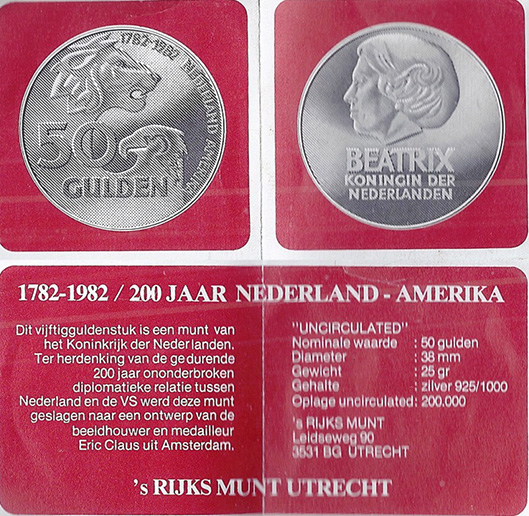 1782-1982 NEDERLAND AMERIKA
50
GULDEN
BEATRIX
KONINGIN DER
NEDERLANDEN
1782-1982 / 200 JAAR NEDERLAND - AMERIKA
Dit vijftigguldenstuk is een munt van
het Koninkrijk der Nederlanden.
Ter herdenking van de gedurende
200 jaar ononderbroken
diplomatieke relatie tussen
Nederland en de VS werd deze munt
geslagen naar een ontwerp van de
beeldhouwer en medailleur
Eric Claus uit Amsterdam.
"UNCIRCULATED"
Nominale waarde : 50 gulden
Diameter : 38 mm
Gewicht : 25 gr
Gehalte : zilver 925/1000
Oplage uncirculated: 200.000
's RIJKS MUNT
Leidseweg 90
3531 BG UTRECHT
's RIJKS MUNT UTRECHT